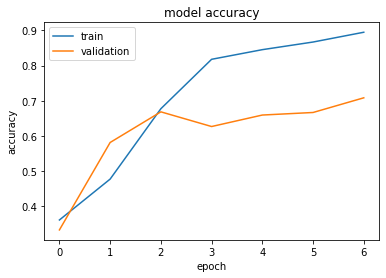 model accuracy
train
validation
accuracy
0.9
0.8
0.7
0.6
0.5
0.4
0 1 2 3 4 5 6
epoch